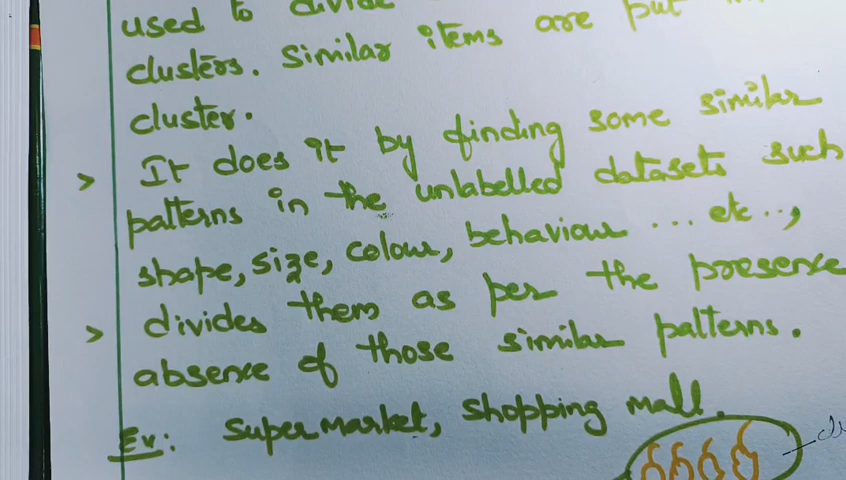 used to divide
clusters. Similar items are put
cluster.
> It does it by finding some similar
patterns in the unlabelled datasets such
shape, size, colour, behaviour ... etc..,
> divides them as per the presence
absence of those similar patterns.
Ex: Supermarket, shopping mall.